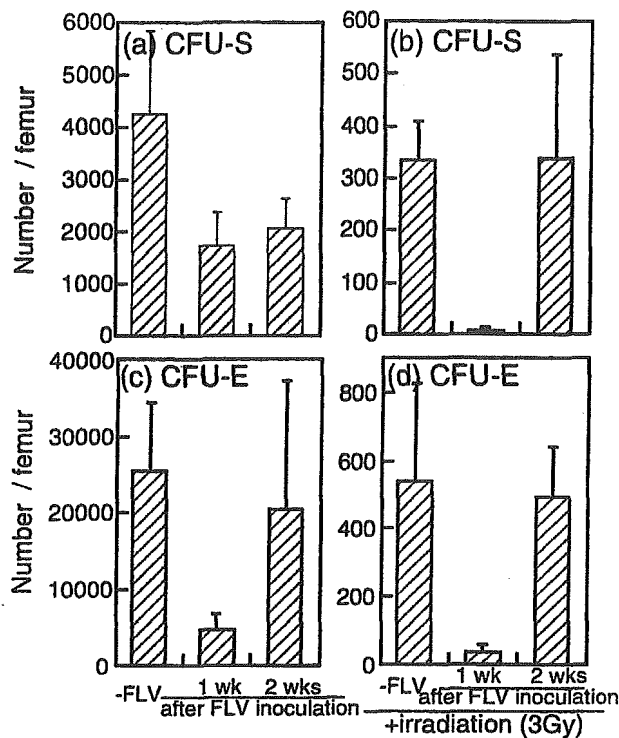 (a) CFU-S
6000
5000
4000
3000
2000
1000
0
Number / femur
(b) CFU-S
600
500
400
300
200
100
0
(c) CFU-E
40000
30000
20000
10000
0
Number / femur
-FLV 1 wk 2 wks
after FLV inoculation
(d) CFU-E
800
600
400
200
0
-FLV 1 wk 2 wks
after FLV inoculation
+irradiation (3Gy)